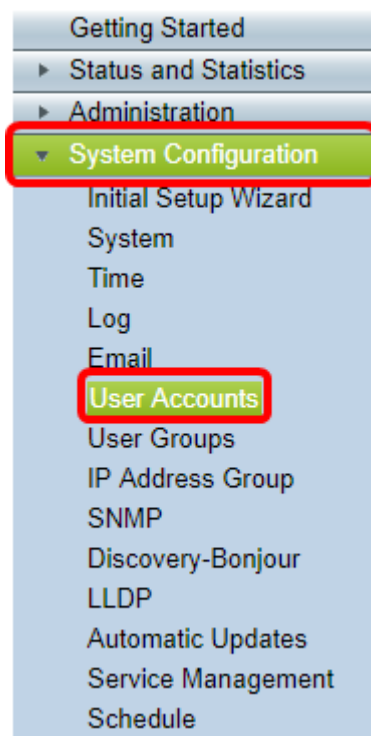 Getting Started
Status and Statistics
Administration
System Configuration
Initial Setup Wizard
System
Time
Log
Email
User Accounts
User Groups
IP Address Group
SNMP
Discovery-Bonjour
LLDP
Automatic Updates
Service Management
Schedule